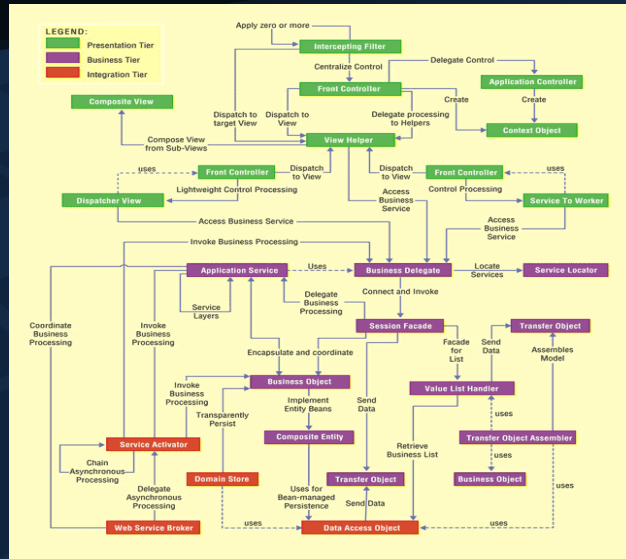 LEGEND:
Presentation Tier
Business Tier
Integration Tier
Apply zero or more
Intercepting Filter
Centralize Control
Delegate Control
Front Controller
Application Controller
Composite View
Dispatch to
target View
Dispatch to
View
Delegate processing
to Helpers
Create
Create
Context Object
Compose View
from Sub-Views
View Helper
uses
Front Controller
Dispatch
to View
Dispatch
to View
Front Controller
uses
Lightweight Control Processing
Access
Business
Service
Control Processing
Dispatcher View
Service To Worker
Access Business Service
Access
Business
Service
Invoke Business Processing
Application Service
Uses
Business Delegate
Locate
Services
Service Locator
Service
Layers
Delegate
Business
Processing
Connect and Invoke
Coordinate
Business
Processing
Invoke
Business
Processing
Session Facade
Transfer Object
Encapsulate and coordinate
Facade
for
List
Send
Data
Assembles
Model
Invoke
Business
Processing
Business Object
Value List Handler
Transparently
Persist
Implement
Entity Beans
Send
Data
uses
Service Activator
Composite Entity
Transfer Object Assembler
Chain
Asynchronous
Processing
Retrieve
Business List
uses
Domain Store
Transfer Object
Business Object
Delegate
Asynchronous
Processing
Uses for
Bean-managed
Persistence
Send Data
uses
Web Service Broker
uses
Data Access Object
uses